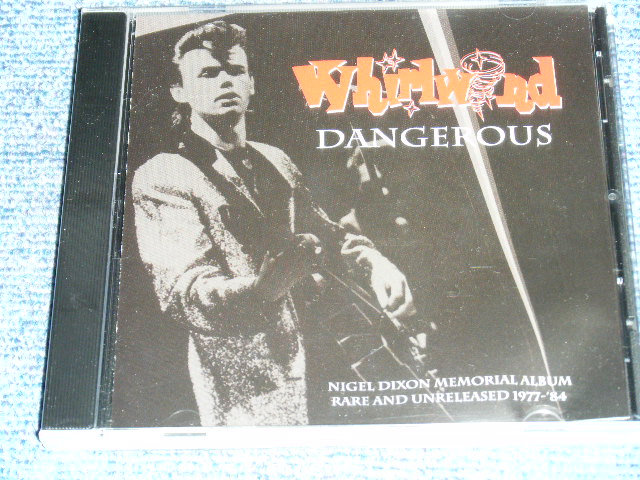 Whirlwind
DANGEROUS
NIGEL DIXON MEMORIAL ALBUM
RARE AND UNRELEASED 1977-'84